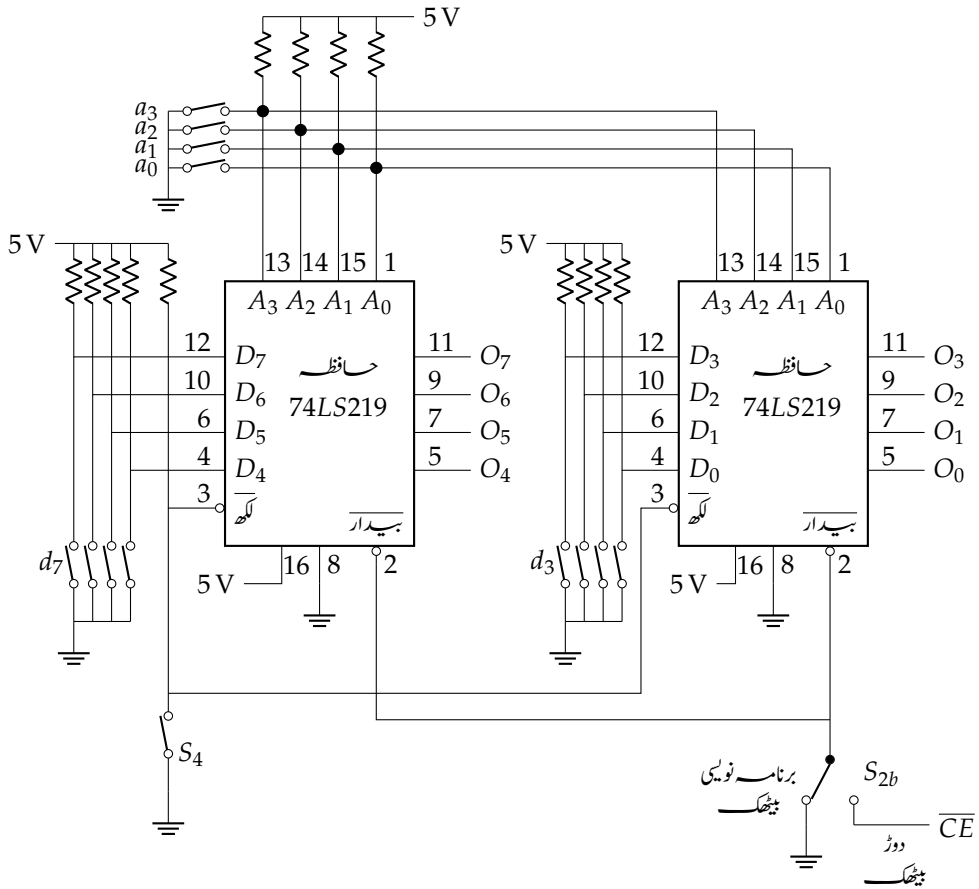 5 V
a3
a2
a1
a0
5 V
13 14 15 1
A3 A2 A1 A0
12 D7
10 D6
6 D5
4 D4
3 لکھ
حافظہ
74LS219
11 O7
9 O6
7 O5
5 O4
بیدار
16 8 2
5 V
d7
S4
5 V
13 14 15 1
A3 A2 A1 A0
12 D3
10 D2
6 D1
4 D0
3 لکھ
حافظہ
74LS219
11 O3
9 O2
7 O1
5 O0
بیدار
16 8 2
5 V
d3
برنامہ نویسی
بیٹھک
S2b
CE
دوڑ
بیٹھک